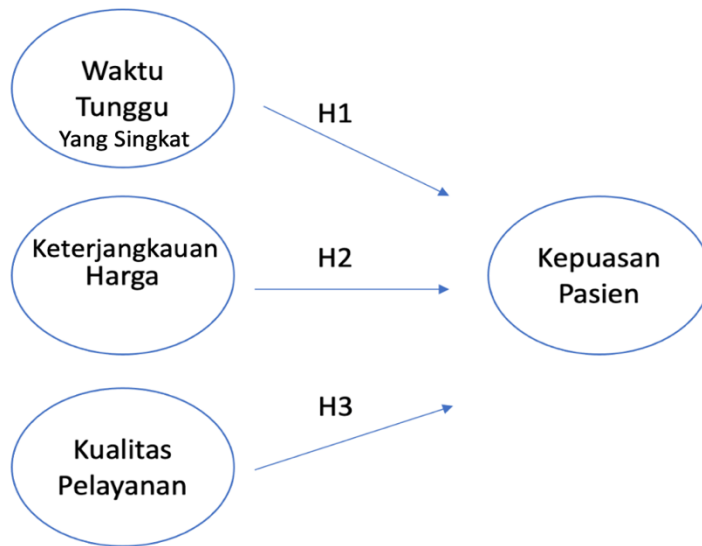 Waktu
Tunggu
Yang Singkat
H1
Keterjangkauan
Harga
H2
Kepuasan
Pasien
H3
Kualitas
Pelayanan